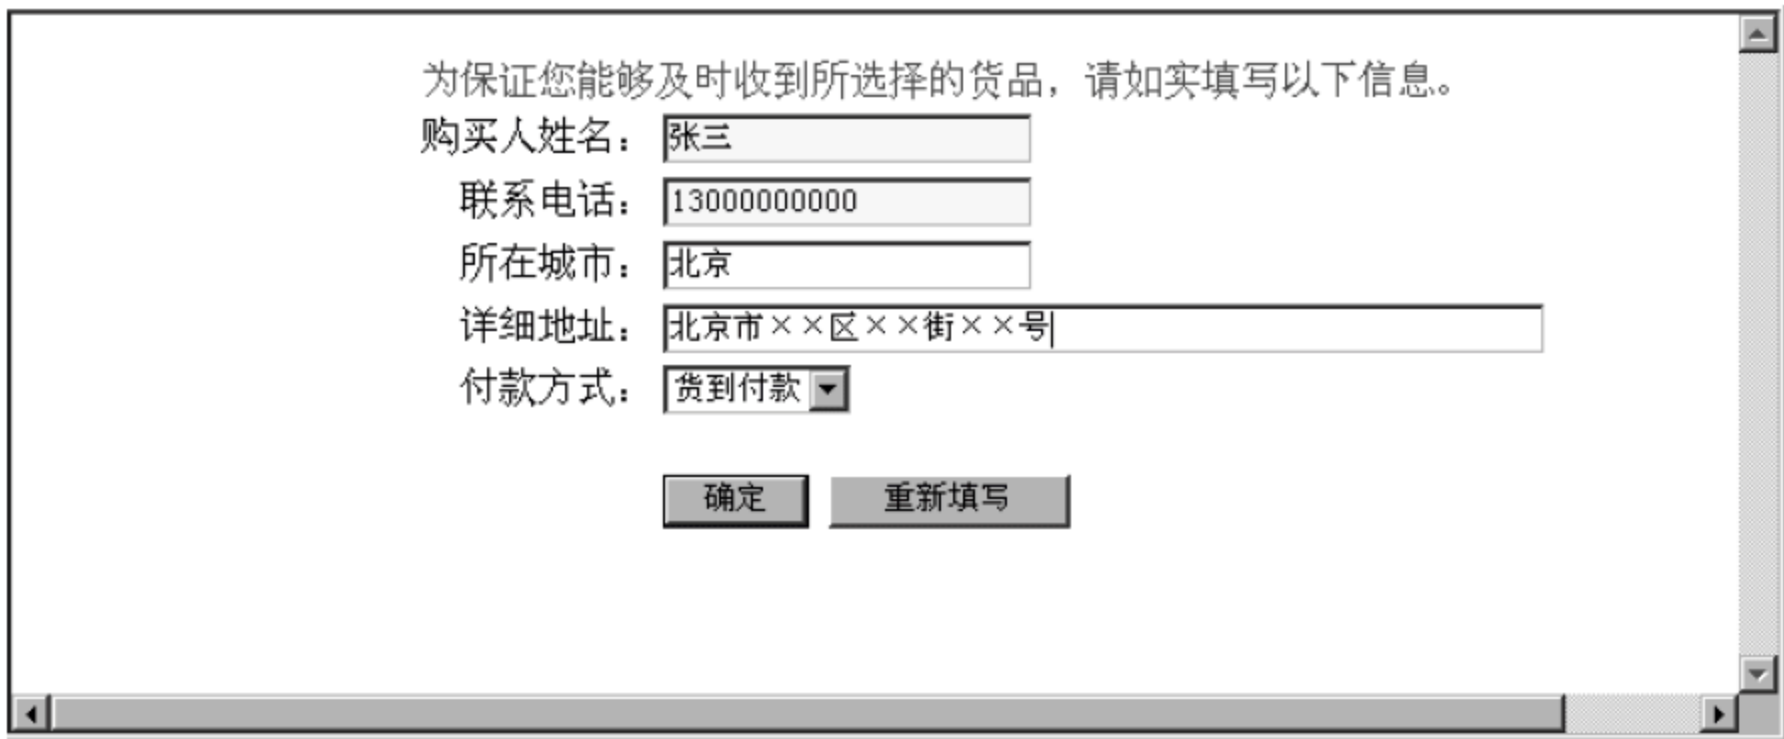 为保证您能够及时收到所选择的货品，请如实填写以下信息。
购买人姓名：张三
联系电话：13000000000
所在城市：北京
详细地址：北京市××区××街××号
付款方式：货到付款
确定 重新填写